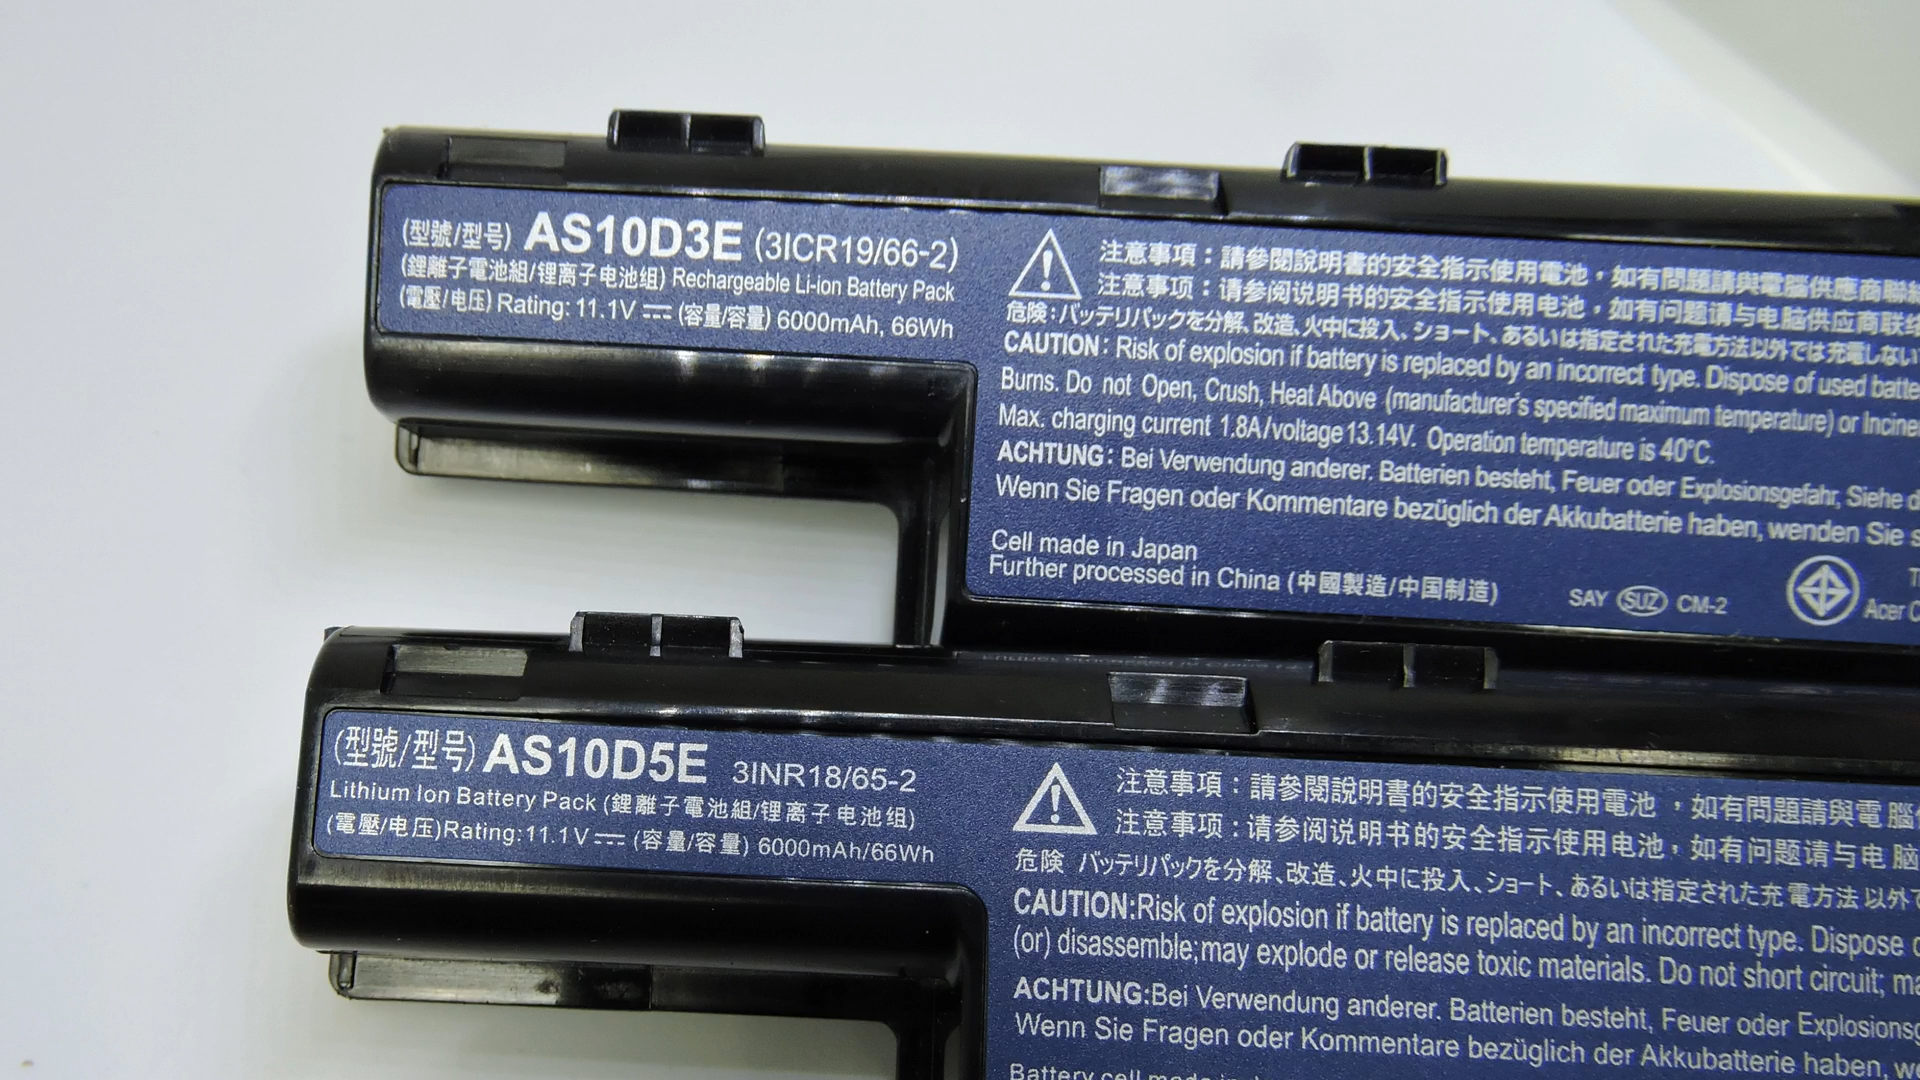 (型號/型号) AS10D3E (3ICR19/66-2)
(鋰離子電池組/锂离子电池组) Rechargeable Li-ion Battery Pack
(電壓/电压) Rating: 11.1V ⎓ (容量/容量) 6000mAh, 66Wh
注意事項：請參閱說明書的安全指示使用電池，如有問題請與電腦供應商聯絡
注意事项：请参阅说明书的安全指示使用电池，如有问题请与电脑供应商联络
危険：バッテリパックを分解、改造、火中に投入、ショート、あるいは指定された充電方法以外では充電しない
CAUTION: Risk of explosion if battery is replaced by an incorrect type. Dispose of used batte
Burns. Do not Open, Crush, Heat Above (manufacturer's specified maximum temperature) or Incine
Max. charging current 1.8A/voltage13.14V. Operation temperature is 40°C.
ACHTUNG: Bei Verwendung anderer. Batterien besteht, Feuer oder Explosionsgefahr, Siehe d
Wenn Sie Fragen oder Kommentare bezüglich der Akkubatterie haben, wenden Sie s
Cell made in Japan
Further processed in China (中國製造/中国制造)
SAY SUZ CM-2
T
Acer C
(型號/型号) AS10D5E 3INR18/65-2
Lithium Ion Battery Pack (鋰離子電池組/锂离子电池组)
(電壓/电压)Rating:11.1V ⎓ (容量/容量) 6000mAh/66Wh
注意事項：請參閱說明書的安全指示使用電池，如有問題請與電腦
注意事项：请参阅说明书的安全指示使用电池，如有问题请与电脑
危険 バッテリパックを分解、改造、火中に投入、ショート、あるいは指定された充電方法以外で
CAUTION:Risk of explosion if battery is replaced by an incorrect type. Dispose
(or) disassemble;may explode or release toxic materials. Do not short circuit; ma
ACHTUNG:Bei Verwendung anderer. Batterien besteht, Feuer oder Explosionsg
Wenn Sie Fragen oder Kommentare bezüglich der Akkubatterie haben, we
Battery cell made in